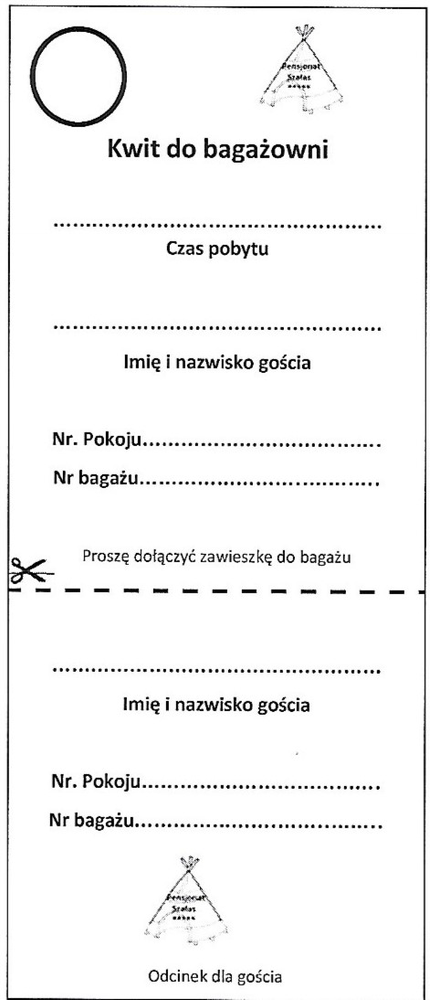 Pensjonat
Szałas
*****
Kwit do bagażowni
................................................
Czas pobytu
................................................
Imię i nazwisko gościa
Nr. Pokoju....................................
Nr bagażu....................................
Proszę dołączyć zawieszkę do bagażu
................................................
Imię i nazwisko gościa
Nr. Pokoju....................................
Nr bagażu.....................................
Pensjonat
Szałas
*****
Odcinek dla gościa